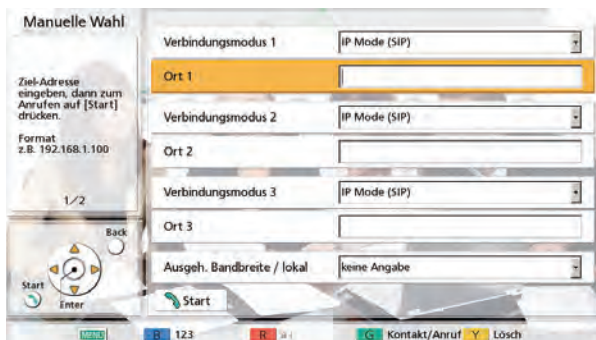 Manuelle Wahl
Ziel-Adresse
eingeben, dann zum
Anrufen auf [Start]
drücken.
Format
z.B. 192.168.1.100
1/2
Verbindungsmodus 1 IP Mode (SIP)
Ort 1
Verbindungsmodus 2 IP Mode (SIP)
Ort 2
Verbindungsmodus 3 IP Mode (SIP)
Ort 3
Ausgeh. Bandbreite / lokal keine Angabe
Start
Back
Start
Enter
MENU B 123 R G Kontakt/Anruf Y Lösch